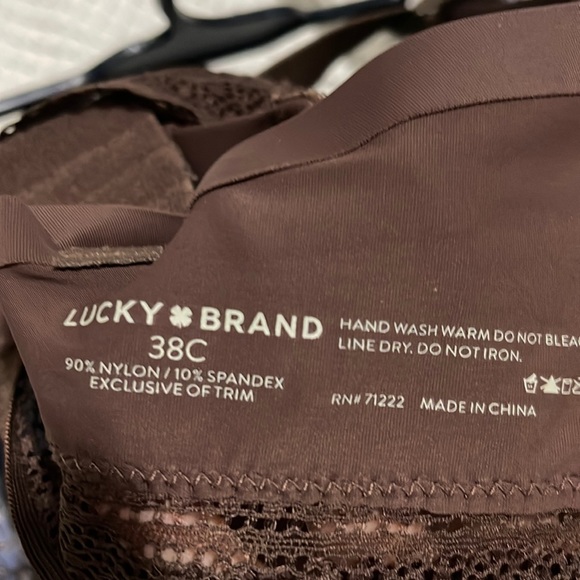 LUCKY BRAND
38C
90% NYLON / 10% SPANDEX
EXCLUSIVE OF TRIM
HAND WASH WARM DO NOT
LINE DRY. DO NOT IRON.
RN# 71222 MADE IN CHINA